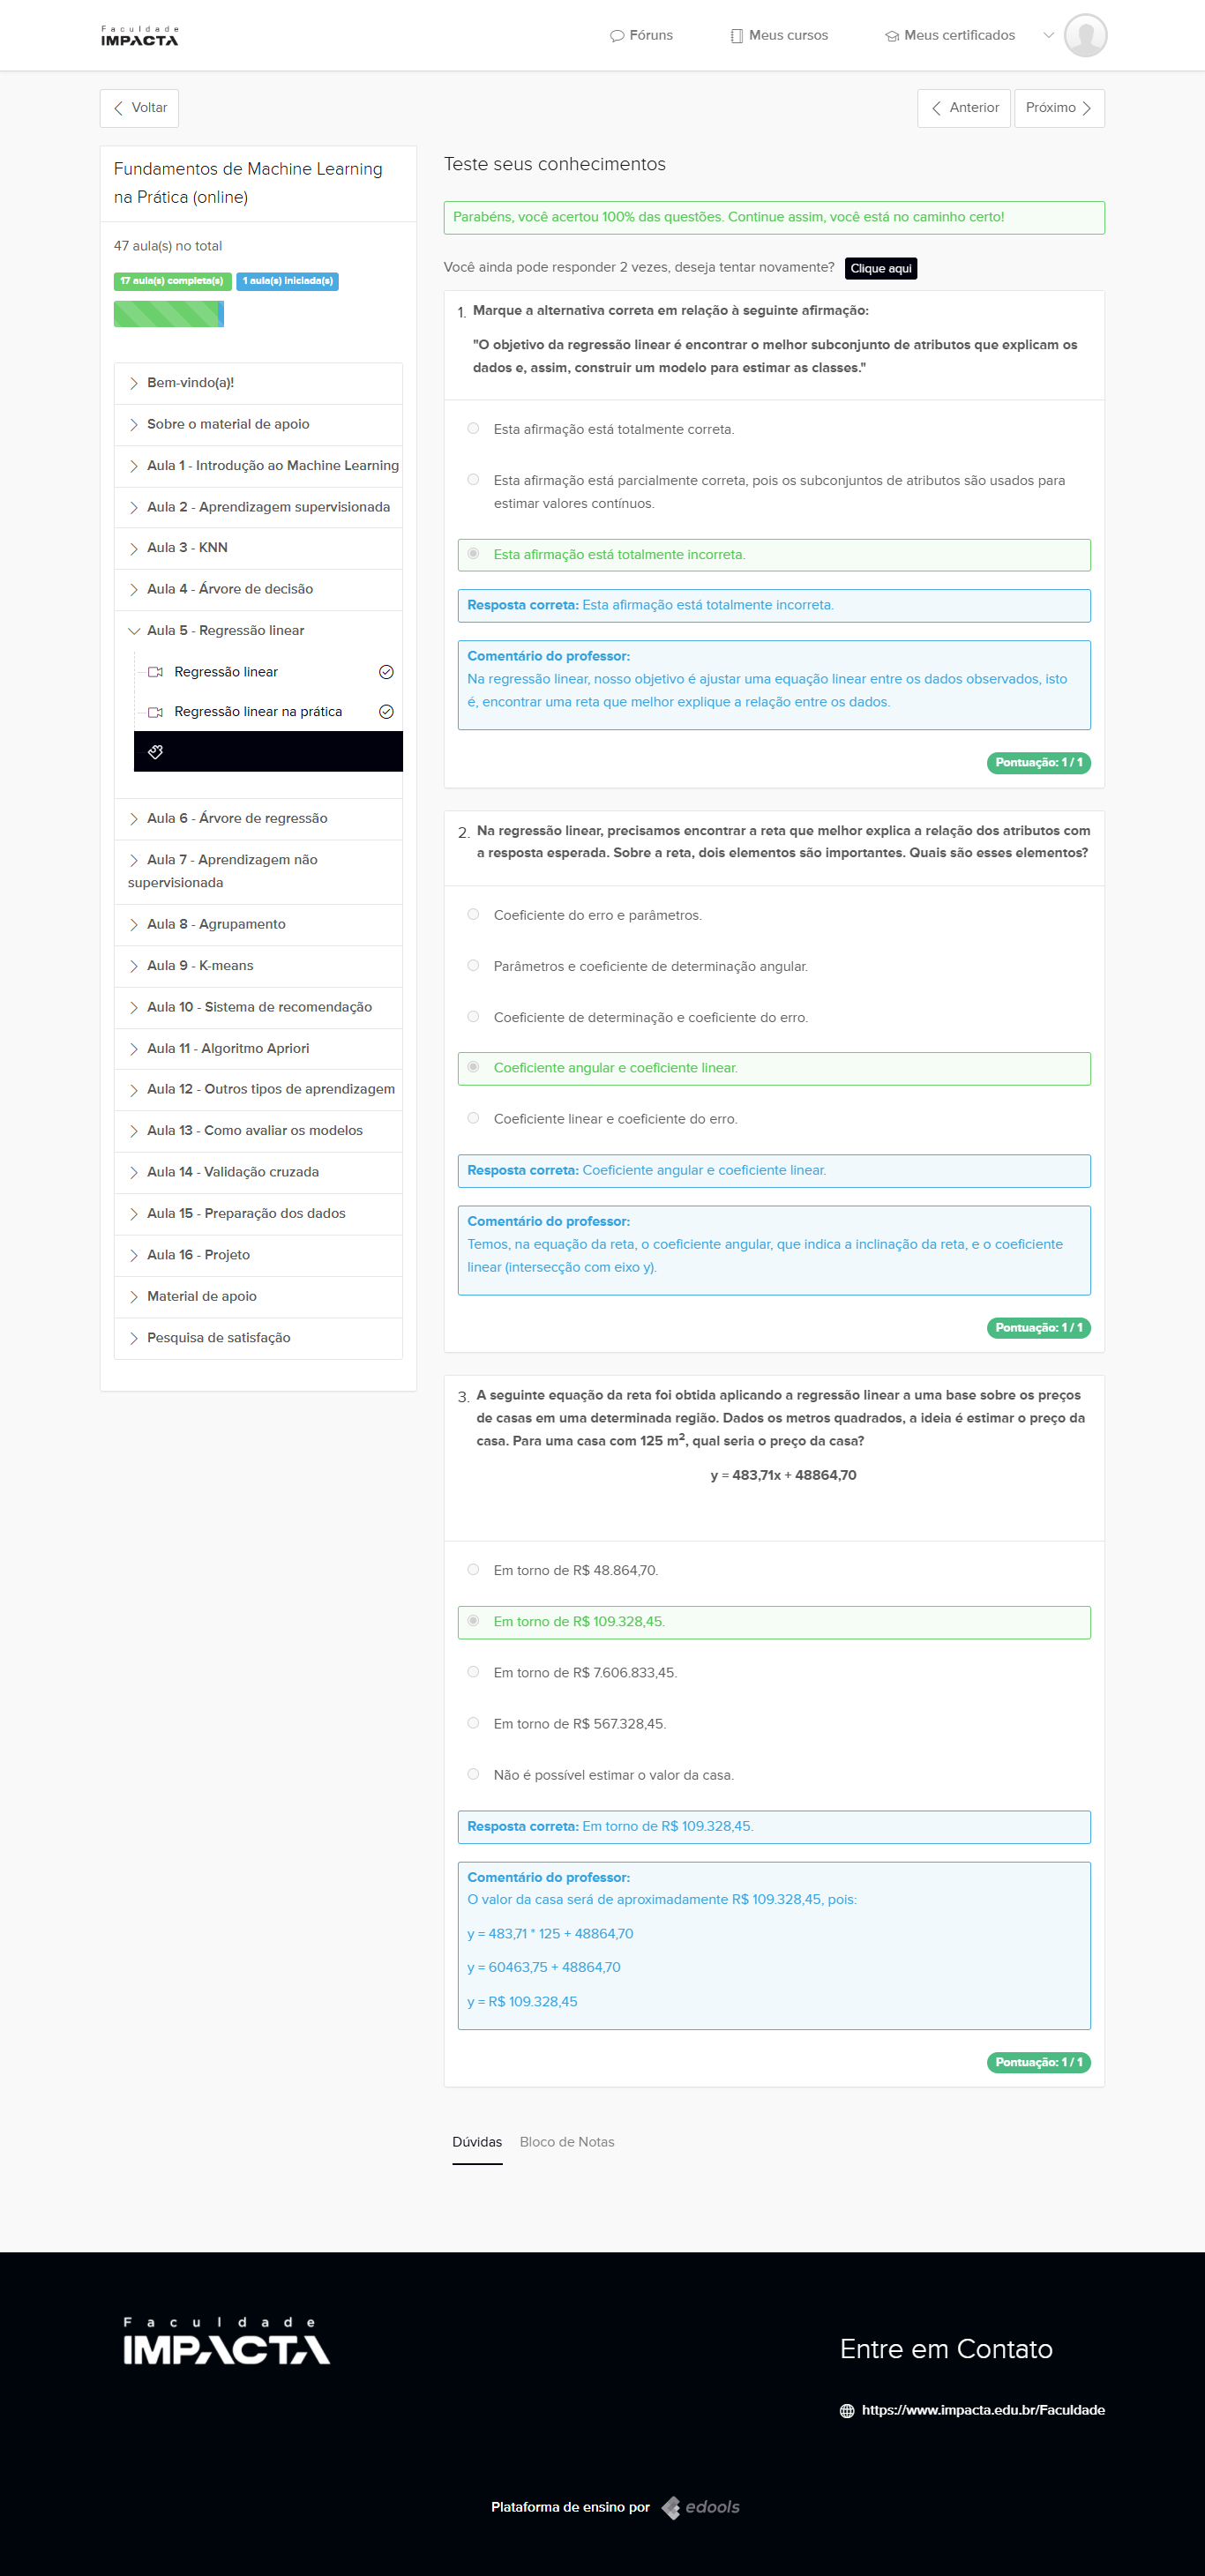 Faculdade
IMPACTA
Fóruns
Meus cursos
Meus certificados
Voltar
Anterior
Próximo
Fundamentos de Machine Learning
na Prática (online)
47 aula(s) no total
17 aula(s) completa(s)
1 aula(s) iniciada(s)
Bem-vindo(a)!
Sobre o material de apoio
Aula 1 - Introdução ao Machine Learning
Aula 2 - Aprendizagem supervisionada
Aula 3 - KNN
Aula 4 - Árvore de decisão
Aula 5 - Regressão linear
Regressão linear
Regressão linear na prática
Aula 6 - Árvore de regressão
Aula 7 - Aprendizagem não
supervisionada
Aula 8 - Agrupamento
Aula 9 - K-means
Aula 10 - Sistema de recomendação
Aula 11 - Algoritmo Apriori
Aula 12 - Outros tipos de aprendizagem
Aula 13 - Como avaliar os modelos
Aula 14 - Validação cruzada
Aula 15 - Preparação dos dados
Aula 16 - Projeto
Material de apoio
Pesquisa de satisfação
Teste seus conhecimentos
Parabéns, você acertou 100% das questões. Continue assim, você está no caminho certo!
Você ainda pode responder 2 vezes, deseja tentar novamente? Clique aqui
1. Marque a alternativa correta em relação à seguinte afirmação:
"O objetivo da regressão linear é encontrar o melhor subconjunto de atributos que explicam os
dados e, assim, construir um modelo para estimar as classes."
Esta afirmação está totalmente correta.
Esta afirmação está parcialmente correta, pois os subconjuntos de atributos são usados para
estimar valores contínuos.
Esta afirmação está totalmente incorreta.
Resposta correta: Esta afirmação está totalmente incorreta.
Comentário do professor:
Na regressão linear, nosso objetivo é ajustar uma equação linear entre os dados observados, isto
é, encontrar uma reta que melhor explique a relação entre os dados.
Pontuação: 1 / 1
2. Na regressão linear, precisamos encontrar a reta que melhor explica a relação dos atributos com
a resposta esperada. Sobre a reta, dois elementos são importantes. Quais são esses elementos?
Coeficiente do erro e parâmetros.
Parâmetros e coeficiente de determinação angular.
Coeficiente de determinação e coeficiente do erro.
Coeficiente angular e coeficiente linear.
Coeficiente linear e coeficiente do erro.
Resposta correta: Coeficiente angular e coeficiente linear.
Comentário do professor:
Temos, na equação da reta, o coeficiente angular, que indica a inclinação da reta, e o coeficiente
linear (intersecção com eixo y).
Pontuação: 1 / 1
3. A seguinte equação da reta foi obtida aplicando a regressão linear a uma base sobre os preços
de casas em uma determinada região. Dados os metros quadrados, a ideia é estimar o preço da
casa. Para uma casa com 125 m², qual seria o preço da casa?
y = 483,71x + 48864,70
Em torno de R$ 48.864,70.
Em torno de R$ 109.328,45.
Em torno de R$ 7.606.833,45.
Em torno de R$ 567.328,45.
Não é possível estimar o valor da casa.
Resposta correta: Em torno de R$ 109.328,45.
Comentário do professor:
O valor da casa será de aproximadamente R$ 109.328,45, pois:
y = 483,71 * 125 + 48864,70
y = 60463,75 + 48864,70
y = R$ 109.328,45
Pontuação: 1 / 1
Dúvidas
Bloco de Notas
Faculdade
IMPACTA
Entre em Contato
https://www.impacta.edu.br/Faculdade
Plataforma de ensino por edools